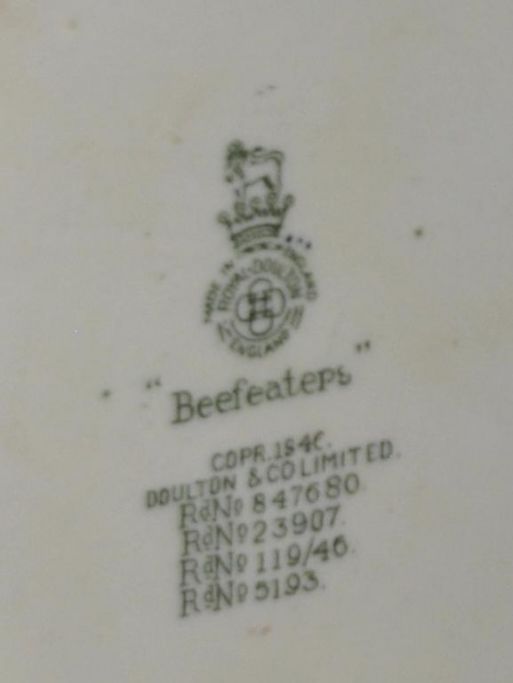 MADE IN ENGLAND
ROYAL·DOULTON
ENGLAND
"Beefeaters"
COPR.1946.
DOULTON & CO LIMITED.
RdNo 847680.
RdNo 23907.
RdNo 119/46.
RdNo 5193.